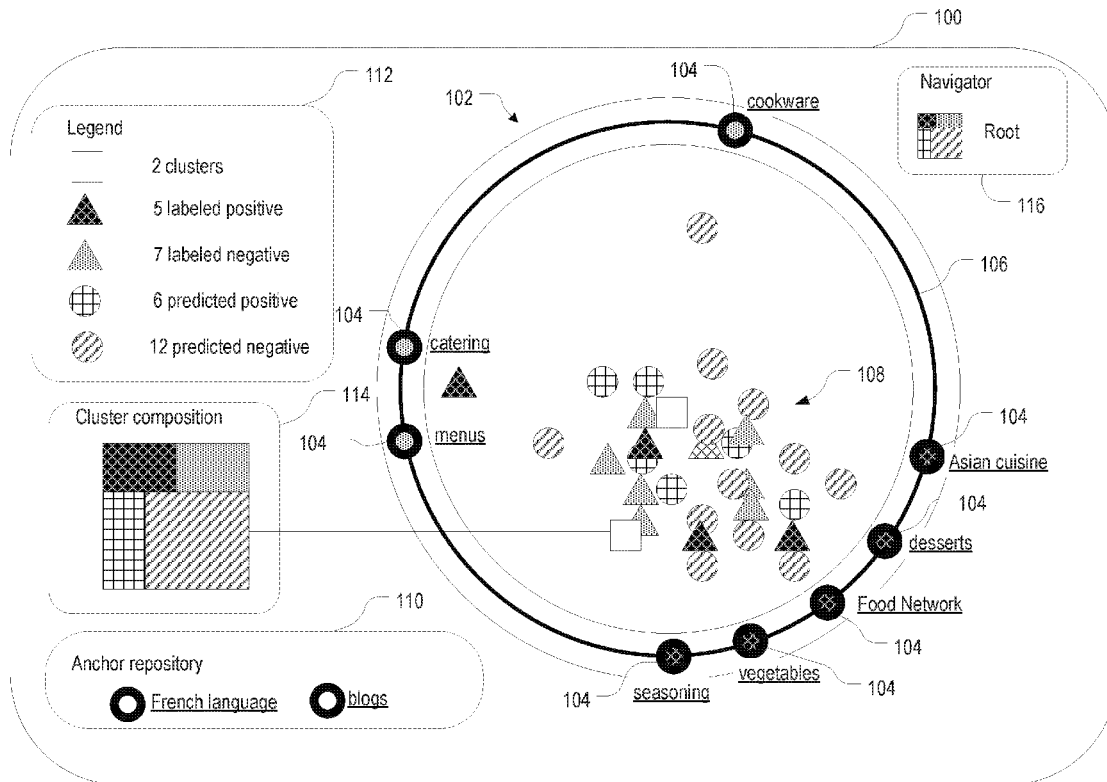 100
112
104
102
cookware
Navigator
Root
116
Legend
2 clusters
5 labeled positive
7 labeled negative
6 predicted positive
12 predicted negative
106
104
catering
108
114
Cluster composition
104
menus
104
Asian cuisine
104
desserts
Food Network
104
110
Anchor repository
French language
blogs
104
seasoning
vegetables
104